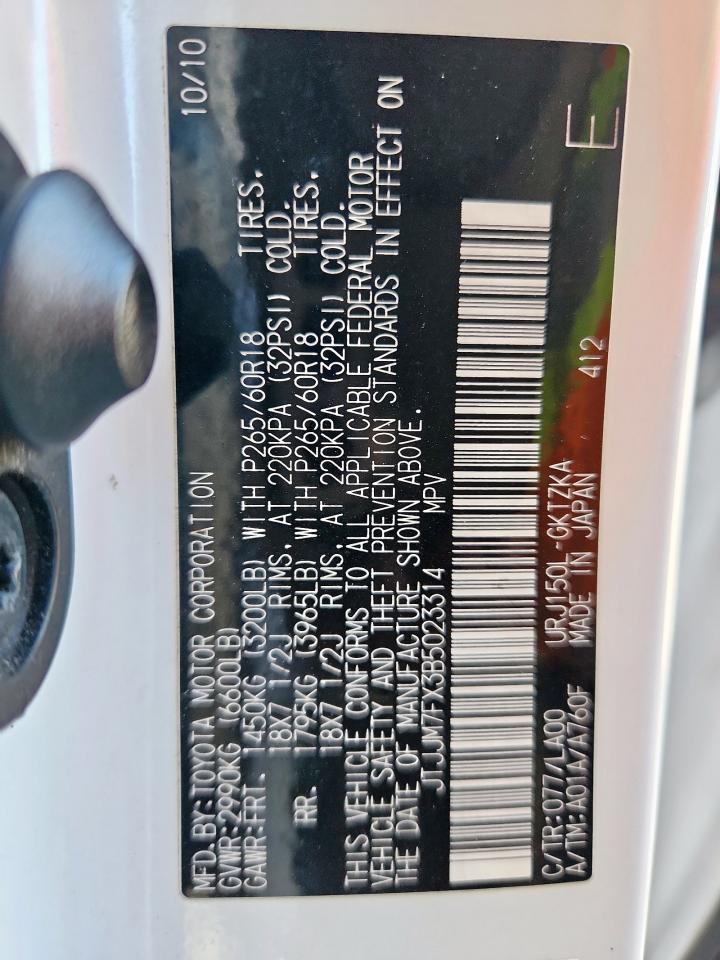 MFD.BY:TOYOTA MOTOR CORPORATION 10/10
GVWR:2990KG (6600LB)
GAWR:FRT. 1450KG (3200LB) WITH P265/60R18 TIRES,
18X7 1/2J RIMS, AT 220KPA (32PSI) COLD.
RR. 1795KG (3965LB) WITH P265/60R18 TIRES,
18X7 1/2J RIMS, AT 220KPA (32PSI) COLD.
THIS VEHICLE CONFORMS TO ALL APPLICABLE FEDERAL MOTOR
VEHICLE SAFETY AND THEFT PREVENTION STANDARDS IN EFFECT ON
THE DATE OF MANUFACTURE SHOWN ABOVE.
JTJJM7FX3B5023314 MPV
C/TR:077/LA00 URJ150L-GKTZKA
A/TM:A01A/A760F MADE IN JAPAN 412 E